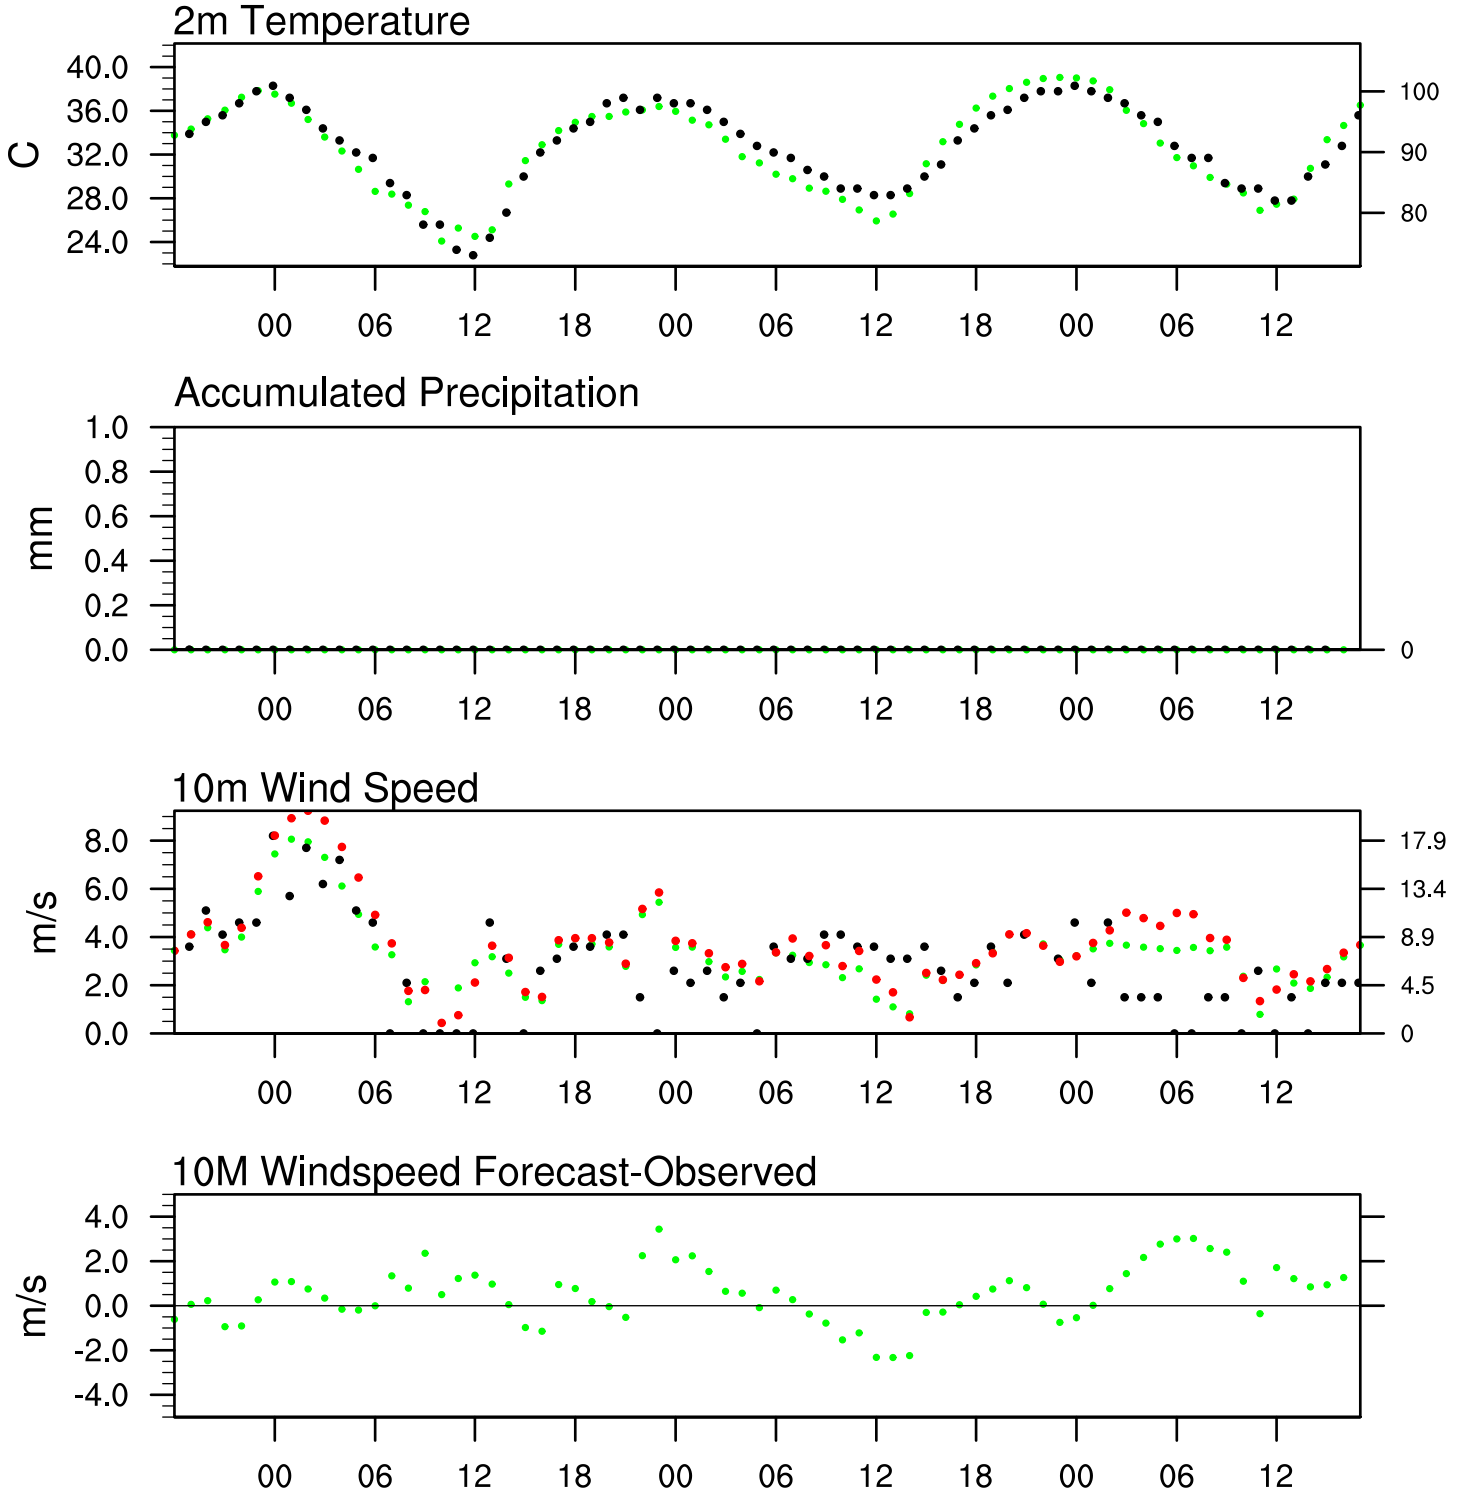 2m Temperature
40.0
36.0
32.0
28.0
24.0
C
100
90
80
00 06 12 18 00 06 12 18 00 06 12
Accumulated Precipitation
1.0
0.8
0.6
0.4
0.2
0.0
mm
0
00 06 12 18 00 06 12 18 00 06 12
10m Wind Speed
8.0
6.0
4.0
2.0
0.0
m/s
17.9
13.4
8.9
4.5
0
00 06 12 18 00 06 12 18 00 06 12
10M Windspeed Forecast-Observed
4.0
2.0
0.0
-2.0
-4.0
m/s
00 06 12 18 00 06 12 18 00 06 12